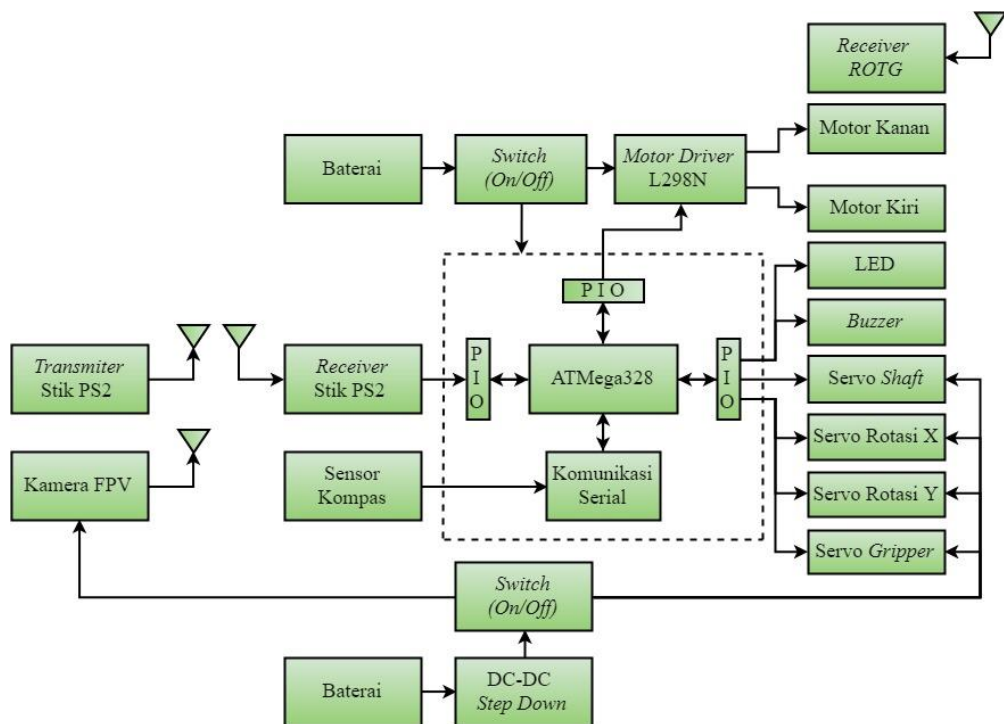 Receiver
ROTG
Motor Kanan
Baterai
Switch
(On/Off)
Motor Driver
L298N
Motor Kiri
LED
P I O
Buzzer
Transmiter
Stik PS2
Receiver
Stik PS2
P
I
O
ATMega328
P
I
O
Servo Shaft
Servo Rotasi X
Kamera FPV
Sensor
Kompas
Komunikasi
Serial
Servo Rotasi Y
Servo Gripper
Switch
(On/Off)
Baterai
DC-DC
Step Down